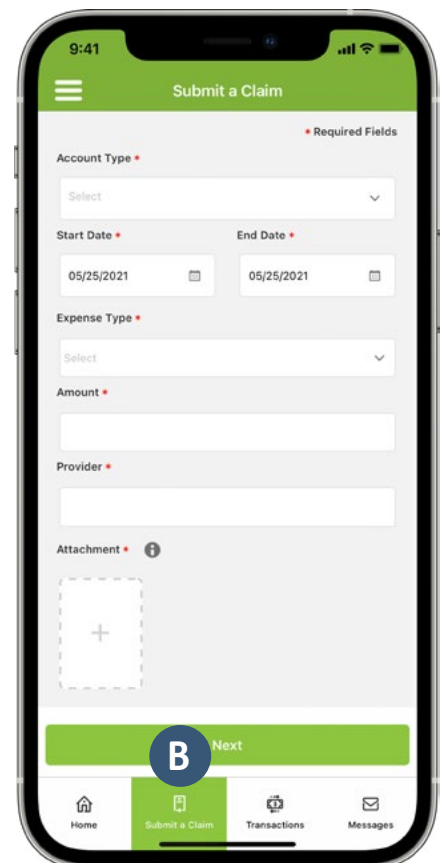 9:41
Submit a Claim
• Required Fields
Account Type •
Select
Start Date • End Date •
05/25/2021 05/25/2021
Expense Type •
Select
Amount •
Provider •
Attachment • i
+
B Next
Home Submit a Claim Transactions Messages